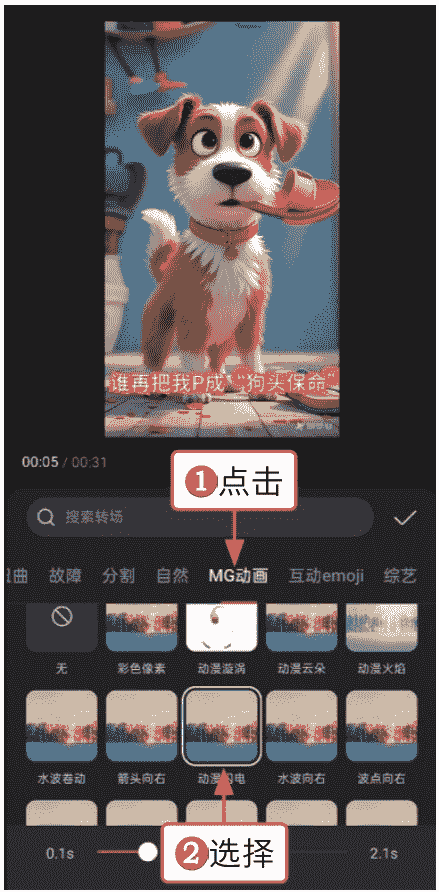 谁再把我P成“狗头保命”
00:05 / 00:31
❶点击
搜索转场
扭曲 故障 分割 自然 MG动画 互动emoji 综艺
无 彩色像素 动漫漩涡 动漫云朵 动漫火焰
水波卷动 箭头向右 动漫闪电 水波向右 波点向右
0.1s ❷选择 2.1s